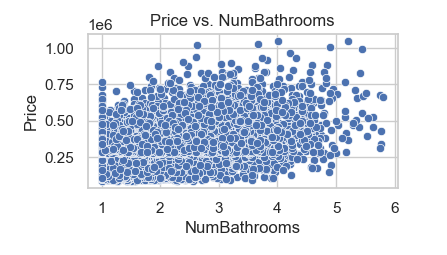 Price vs. NumBathrooms
1e6
1.00
0.75
0.50
0.25
Price
1 2 3 4 5 6
NumBathrooms